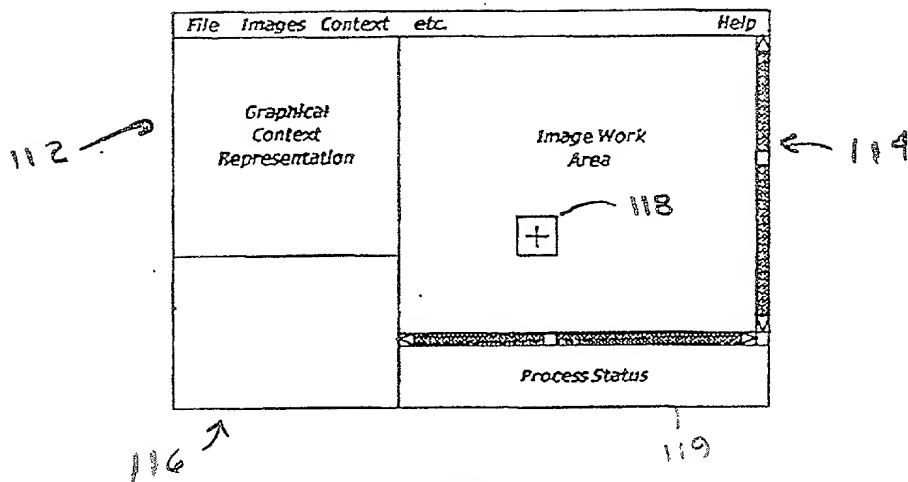 File Images Context etc. Help
Graphical
Context
Representation
Image Work
Area
112
114
118
Process Status
116
119